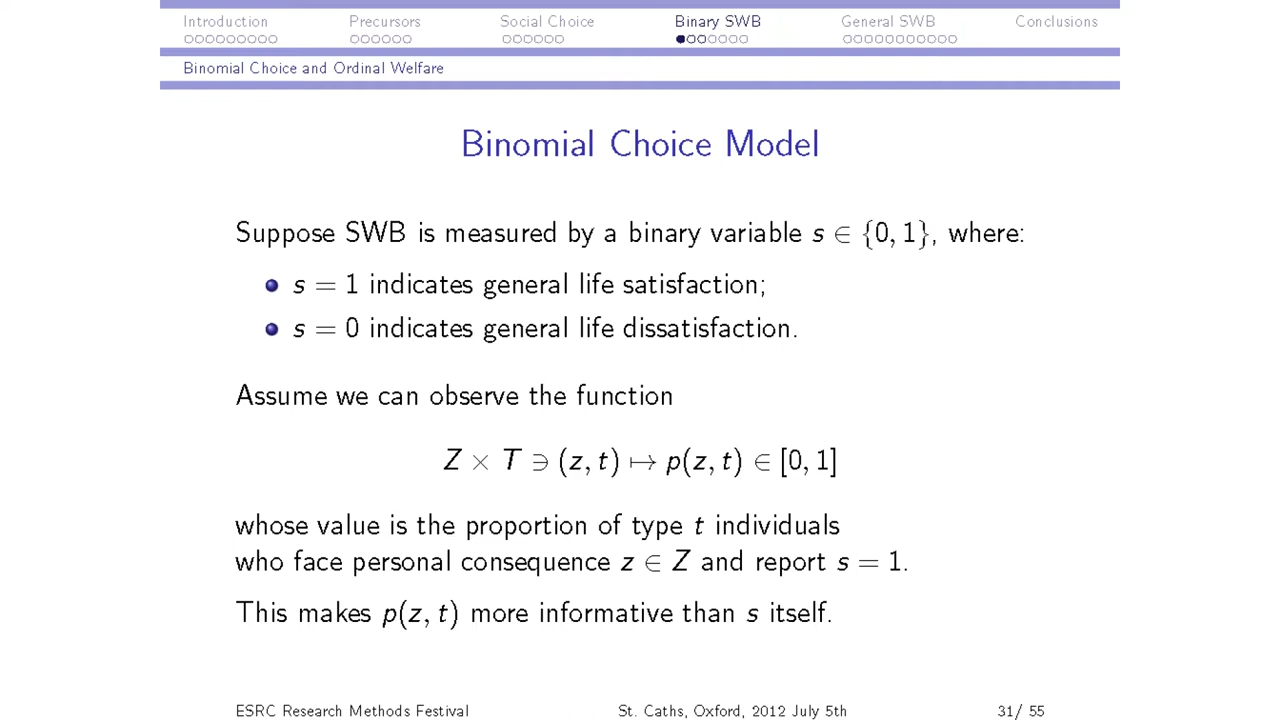 Introduction Precursors Social Choice Binary SWB General SWB Conclusions
Binomial Choice and Ordinal Welfare
Binomial Choice Model
Suppose SWB is measured by a binary variable s ∈ {0, 1}, where:
s = 1 indicates general life satisfaction;
s = 0 indicates general life dissatisfaction.
Assume we can observe the function
Z × T ∋ (z, t) ↦ p(z, t) ∈ [0, 1]
whose value is the proportion of type t individuals
who face personal consequence z ∈ Z and report s = 1.
This makes p(z, t) more informative than s itself.
ESRC Research Methods Festival St. Caths, Oxford, 2012 July 5th 31/ 55